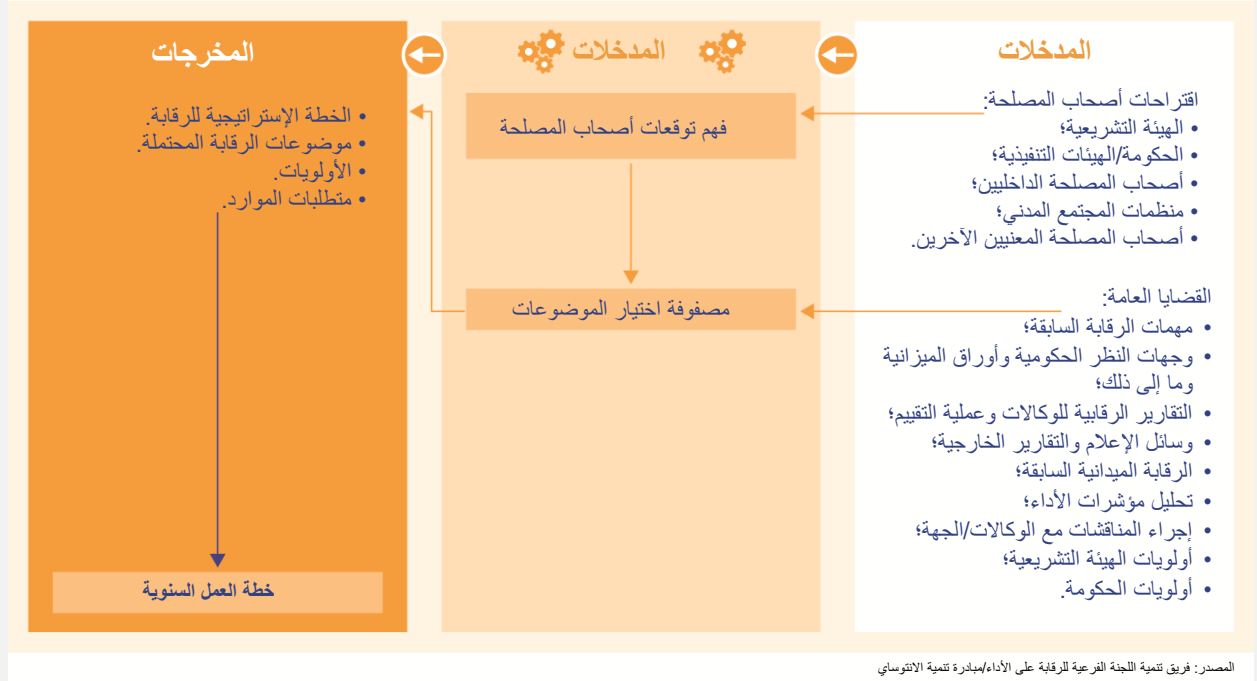 المدخلات
اقتراحات أصحاب المصلحة:
• الهيئة التشريعية؛
• الحكومة/الهيئات التنفيذية؛
• أصحاب المصلحة الداخليين؛
• منظمات المجتمع المدني؛
• أصحاب المصلحة المعنيين الآخرين.
القضايا العامة:
• مهمات الرقابة السابقة؛
• وجهات النظر الحكومية وأوراق الميزانية
وما إلى ذلك؛
• التقارير الرقابية للوكالات وعملية التقييم؛
• وسائل الإعلام والتقارير الخارجية؛
• الرقابة الميدانية السابقة؛
• تحليل مؤشرات الأداء؛
• إجراء المناقشات مع الوكالات/الجهة؛
• أولويات الهيئة التشريعية؛
• أولويات الحكومة.
المدخلات
فهم توقعات أصحاب المصلحة
مصفوفة اختيار الموضوعات
المخرجات
• الخطة الإستراتيجية للرقابة.
• موضوعات الرقابة المحتملة.
• الأولويات.
• متطلبات الموارد.
خطة العمل السنوية
المصدر: فريق تنمية اللجنة الفرعية للرقابة على الأداء/مبادرة تنمية الانتوساي